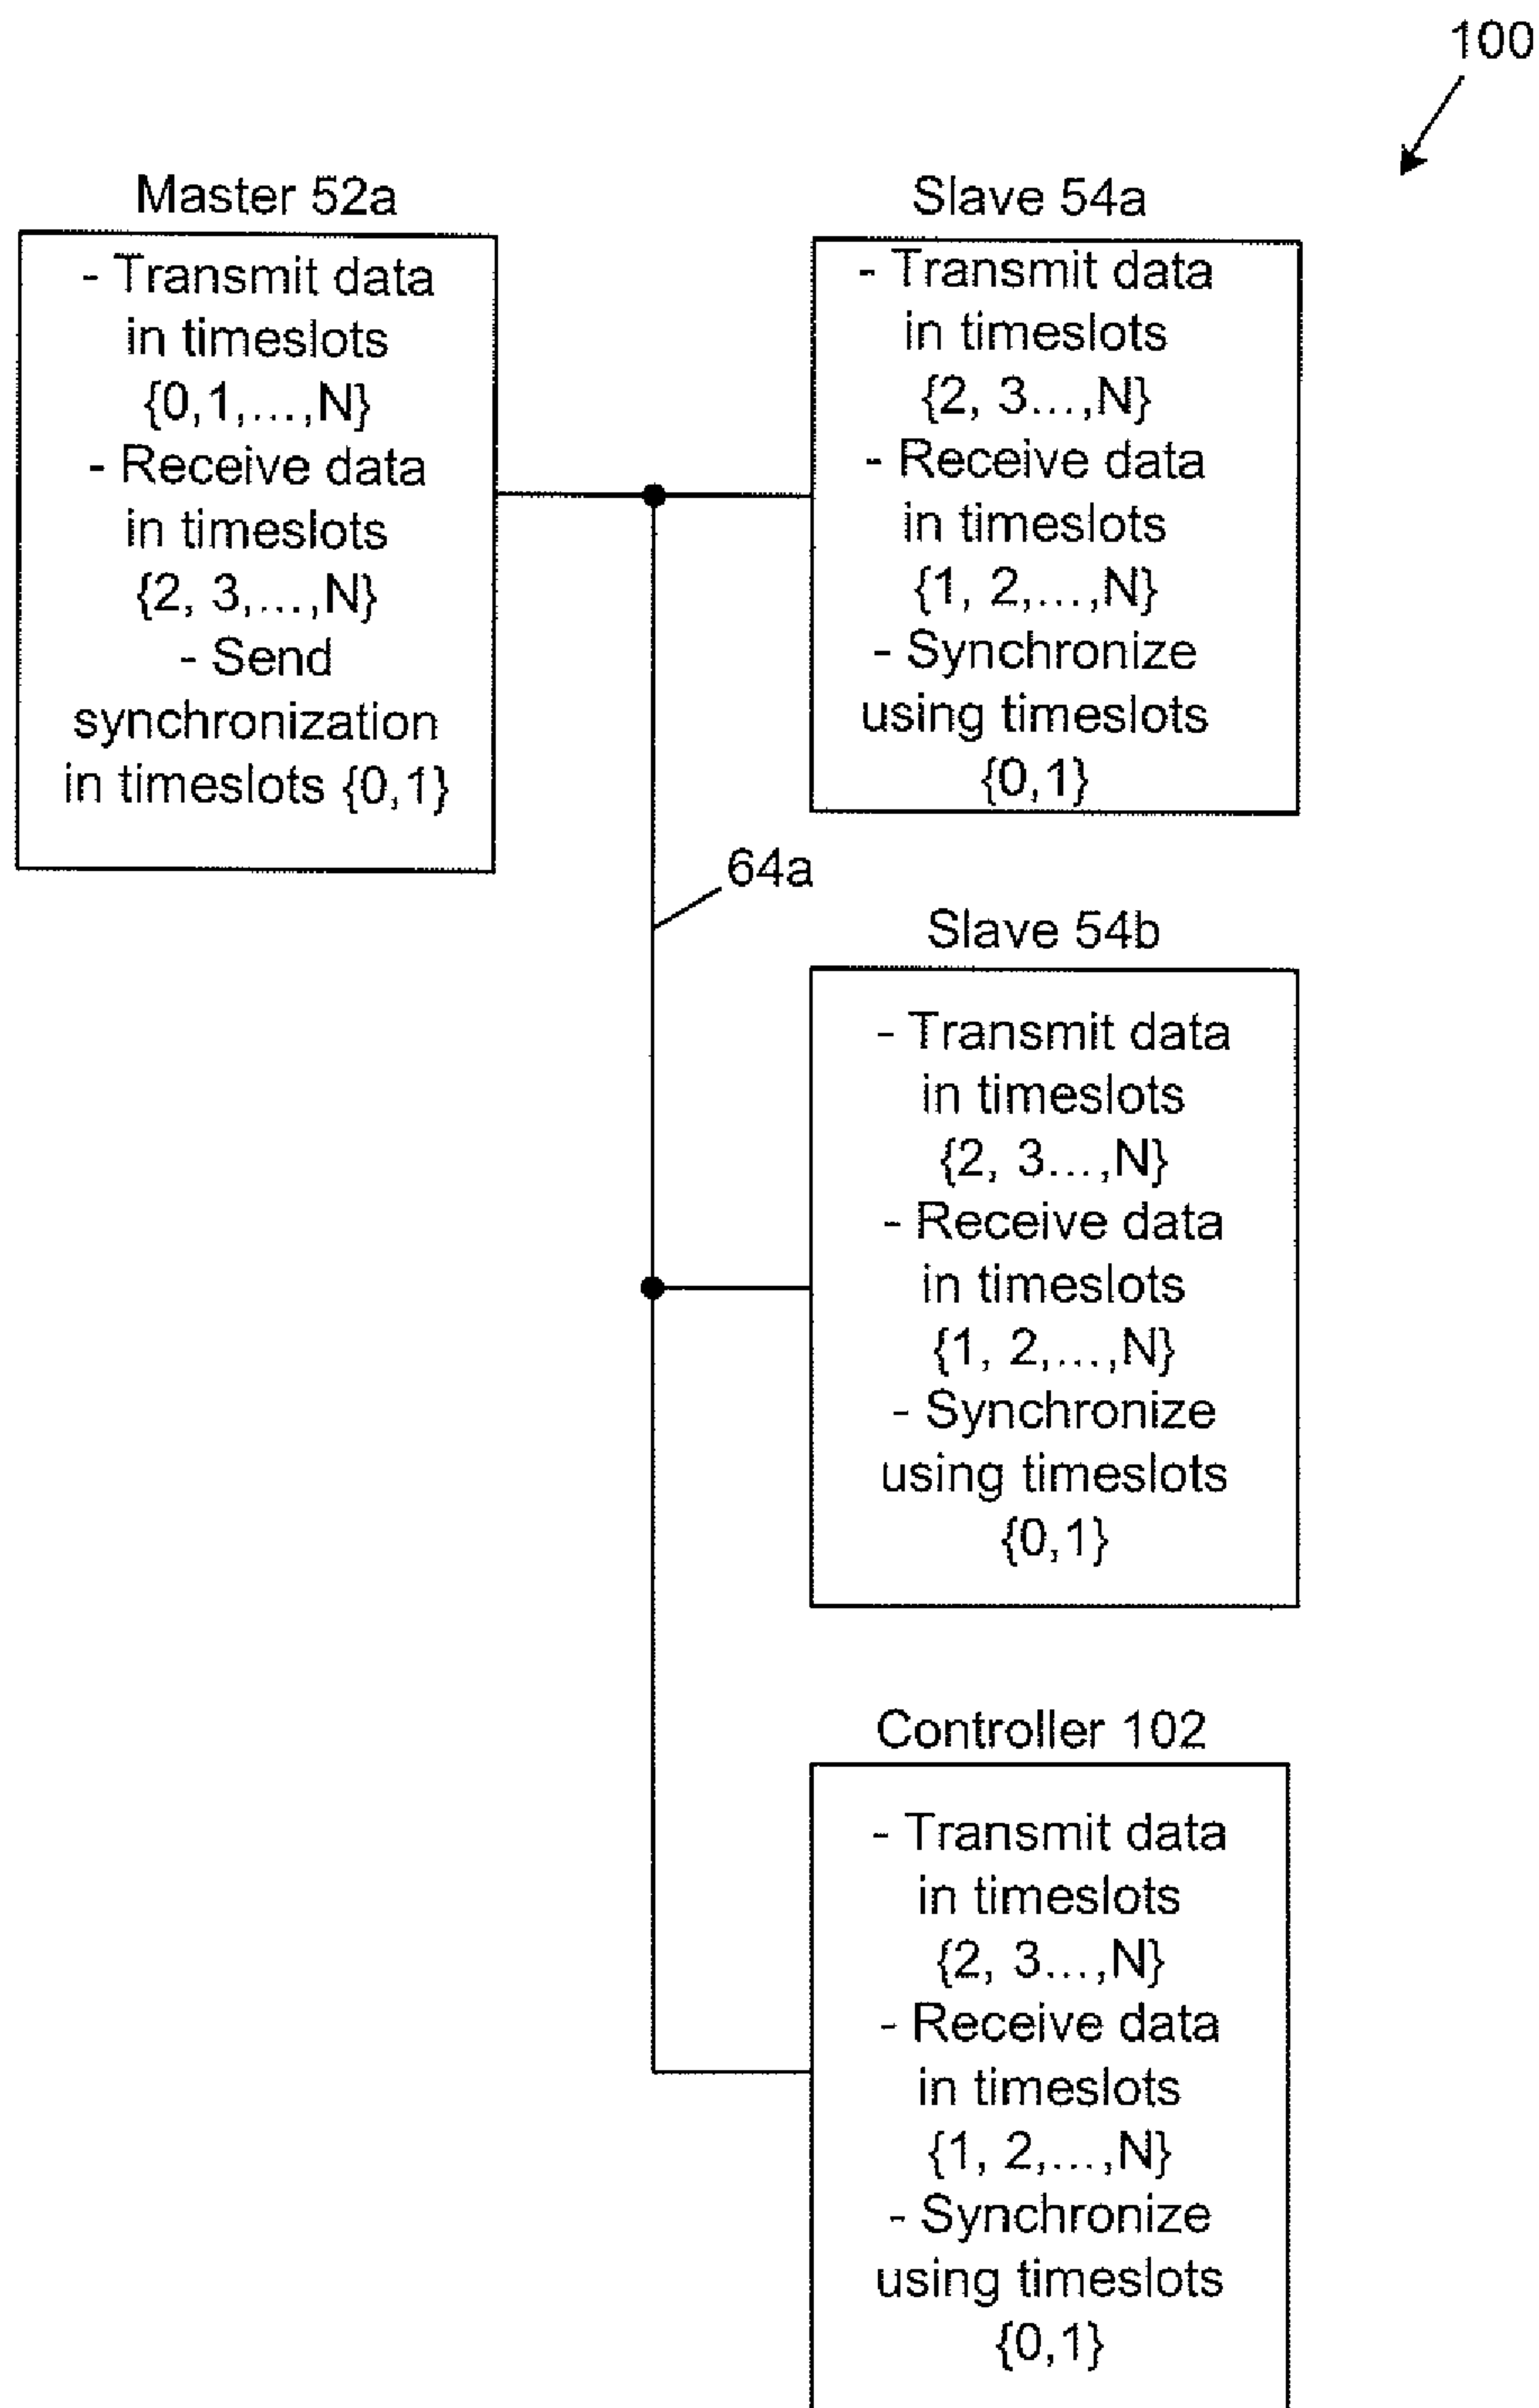 100
Master 52a
- Transmit data
in timeslots
{0,1,...,N}
- Receive data
in timeslots
{2, 3,...,N}
- Send
synchronization
in timeslots {0,1}
Slave 54a
- Transmit data
in timeslots
{2, 3...,N}
- Receive data
in timeslots
{1, 2,...,N}
- Synchronize
using timeslots
{0,1}
64a
Slave 54b
- Transmit data
in timeslots
{2, 3...,N}
- Receive data
in timeslots
{1, 2,...,N}
- Synchronize
using timeslots
{0,1}
Controller 102
- Transmit data
in timeslots
{2, 3...,N}
- Receive data
in timeslots
{1, 2,...,N}
- Synchronize
using timeslots
{0,1}